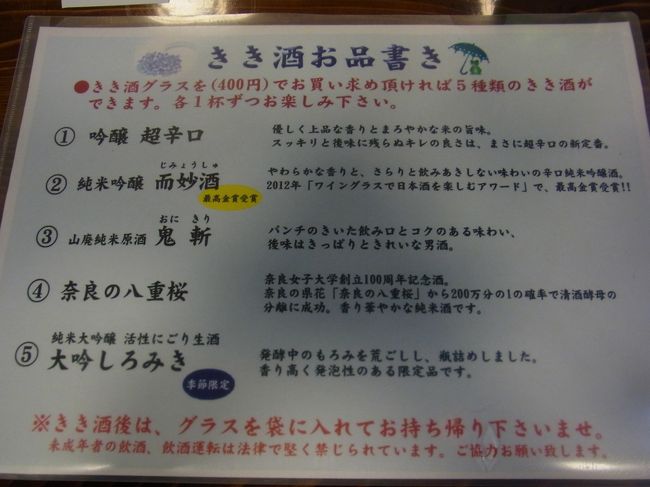 きき酒お品書き
●きき酒グラスを(400円)でお買い求め頂ければ5種類のきき酒が
できます。各1杯ずつお楽しみ下さい。
① 吟醸 超辛口
優しく上品な香りとまろやかな米の旨味。
スッキリと後味に残らぬキレの良さは、まさに超辛口の新定番。
じみょうしゅ
② 純米吟醸 而妙酒
最高金賞受賞
やわらかな香りと、さらりと飲みあきしない味わいの辛口純米吟醸酒。
2012年「ワイングラスで日本酒を楽しむアワード」で、最高金賞受賞!!
おに きり
③ 山廃純米原酒 鬼 斬
パンチのきいた飲み口とコクのある味わい、
後味はきっぱりときれいな男酒。
④ 奈良の八重桜
奈良女子大学創立100周年記念酒。
奈良の県花「奈良の八重桜」から200万分の1の確率で清酒酵母の
分離に成功。香り華やかな純米酒です。
純米大吟醸 活性にごり生酒
⑤ 大吟しろみき
季節限定
発酵中のもろみを荒ごしし、瓶詰めしました。
香り高く発泡性のある限定品です。
※きき酒後は、グラスを袋に入れてお持ち帰り下さいませ。
未成年者の飲酒、飲酒運転は法律で堅く禁じられています。ご協力お願い致します。